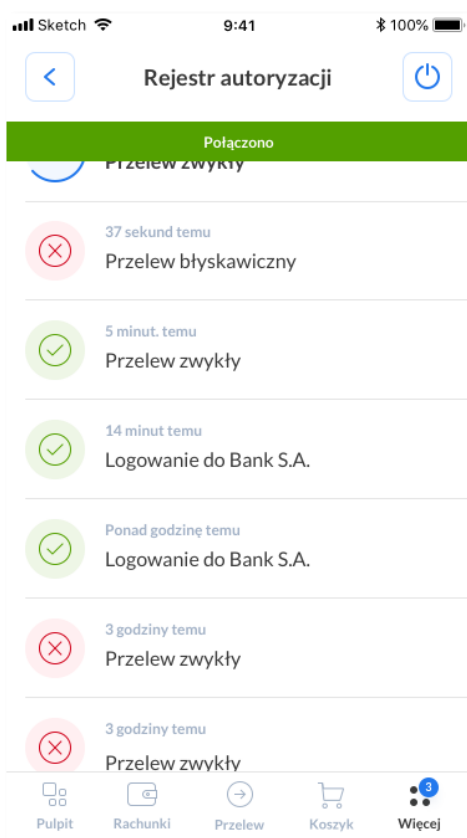 Sketch 9:41 100%
Rejestr autoryzacji
Połączono
Przelew zwykły
37 sekund temu
Przelew błyskawiczny
5 minut. temu
Przelew zwykły
14 minut temu
Logowanie do Bank S.A.
Ponad godzinę temu
Logowanie do Bank S.A.
3 godziny temu
Przelew zwykły
3 godziny temu
Przelew zwykły
3
Pulpit Rachunki Przelew Koszyk Więcej